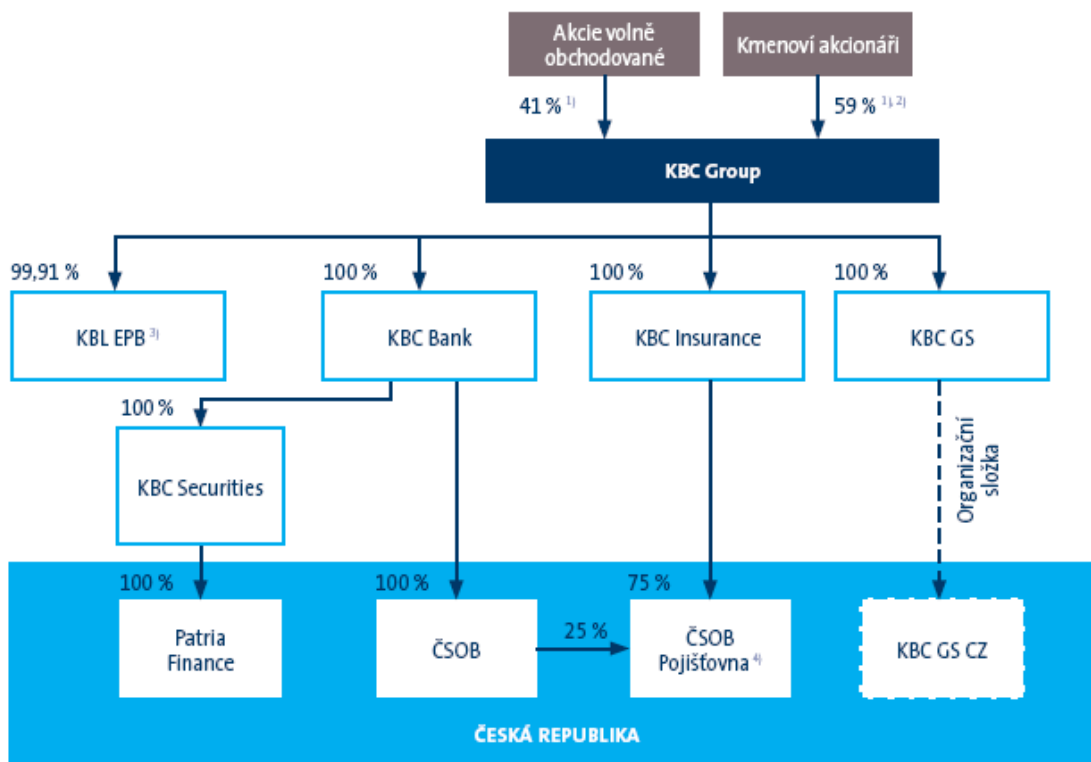 Akcie volně
obchodované
Kmenoví akcionáři
41 % 1)
59 % 1), 2)
KBC Group
99,91 %
100 %
100 %
100 %
KBL EPB 3)
KBC Bank
KBC Insurance
KBC GS
100 %
KBC Securities
Organizační
složka
100 %
100 %
75 %
Patria
Finance
ČSOB
25 %
ČSOB
Pojišťovna 4)
KBC GS CZ
ČESKÁ REPUBLIKA